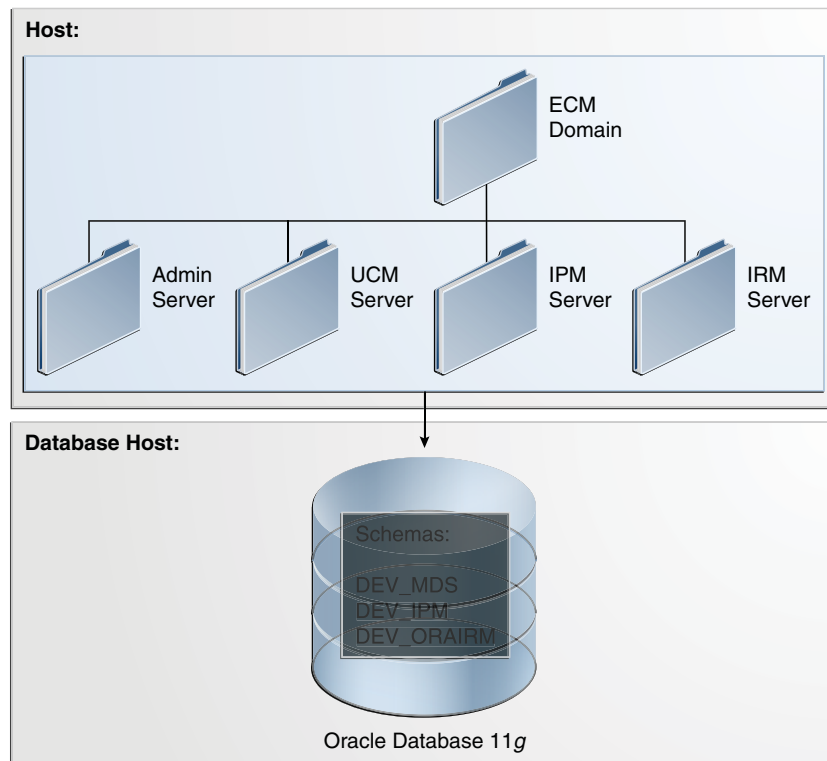 Host:
ECM
Domain
Admin
Server
UCM
Server
IPM
Server
IRM
Server
Database Host:
Schemas:
DEV_MDS
DEV_IPM
DEV_ORAIRM
Oracle Database 11g